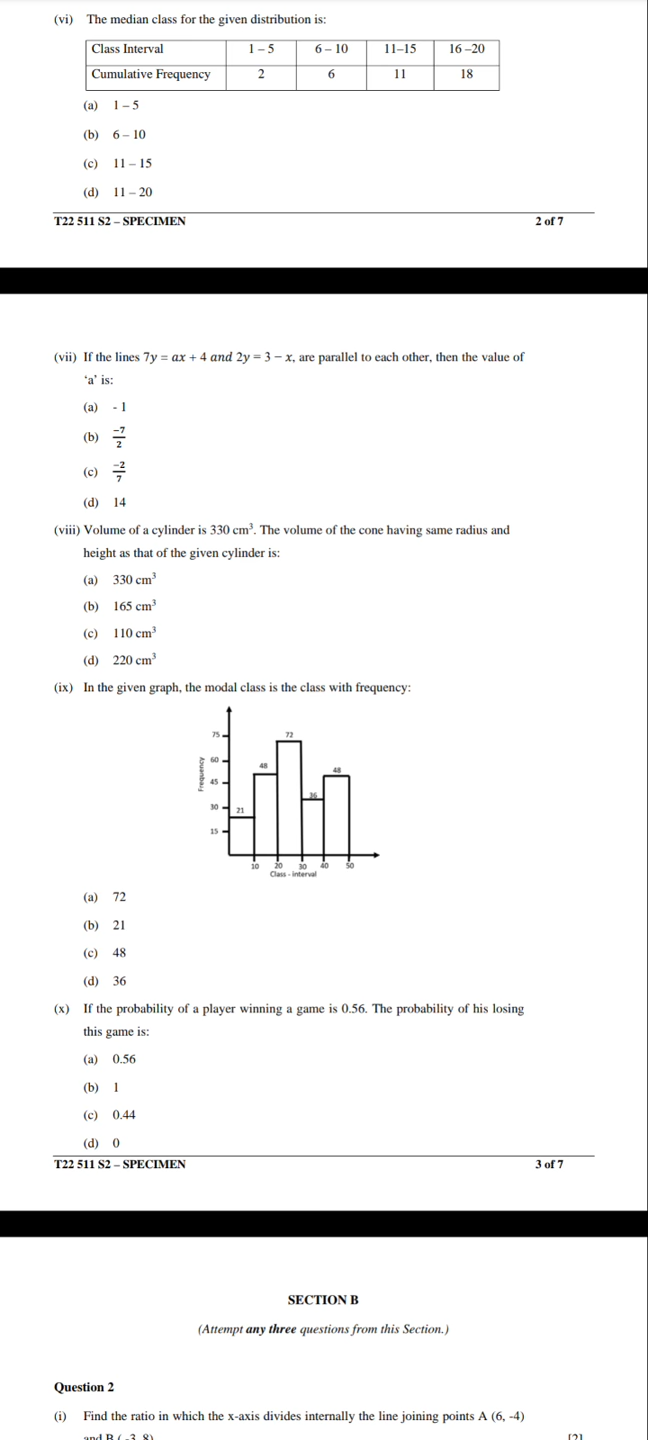 (vi) The median class for the given distribution is:
Class Interval 1 – 5 6 – 10 11–15 16 –20
Cumulative Frequency 2 6 11 18
(a) 1 – 5
(b) 6 – 10
(c) 11 – 15
(d) 11 – 20
T22 511 S2 – SPECIMEN 2 of 7
(vii) If the lines 7y = ax + 4 and 2y = 3 − x, are parallel to each other, then the value of
‘a’ is:
(a) - 1
(b) −7/2
(c) −2/7
(d) 14
(viii) Volume of a cylinder is 330 cm³. The volume of the cone having same radius and
height as that of the given cylinder is:
(a) 330 cm³
(b) 165 cm³
(c) 110 cm³
(d) 220 cm³
(ix) In the given graph, the modal class is the class with frequency:
75
60
45
30
15
Frequency
21
48
72
36
48
10 20 30 40 50
Class - interval
(a) 72
(b) 21
(c) 48
(d) 36
(x) If the probability of a player winning a game is 0.56. The probability of his losing
this game is:
(a) 0.56
(b) 1
(c) 0.44
(d) 0
T22 511 S2 – SPECIMEN 3 of 7
SECTION B
(Attempt any three questions from this Section.)
Question 2
(i) Find the ratio in which the x-axis divides internally the line joining points A (6, -4)
and B ( -3, 8). [2]